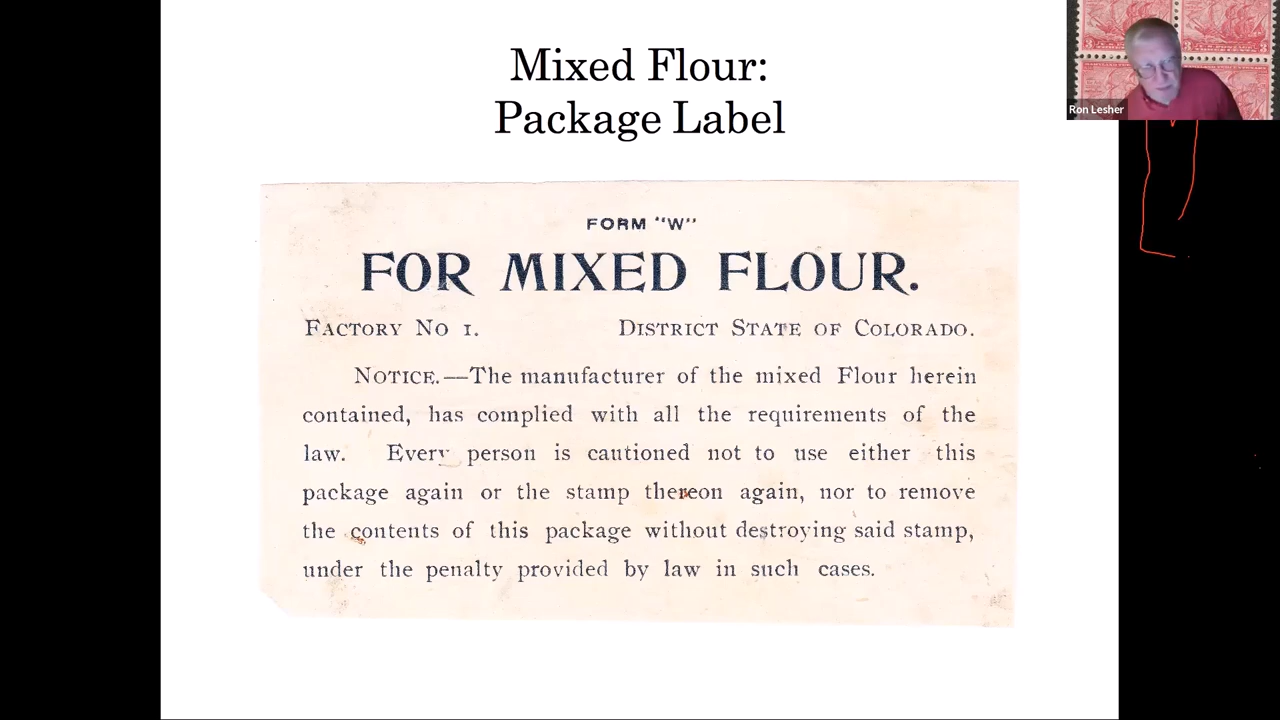 Mixed Flour:
Package Label
Ron Lesher
FORM "W"
FOR MIXED FLOUR.
FACTORY NO 1. DISTRICT STATE OF COLORADO.
NOTICE.—The manufacturer of the mixed Flour herein
contained, has complied with all the requirements of the
law. Every person is cautioned not to use either this
package again or the stamp thereon again, nor to remove
the contents of this package without destroying said stamp,
under the penalty provided by law in such cases.